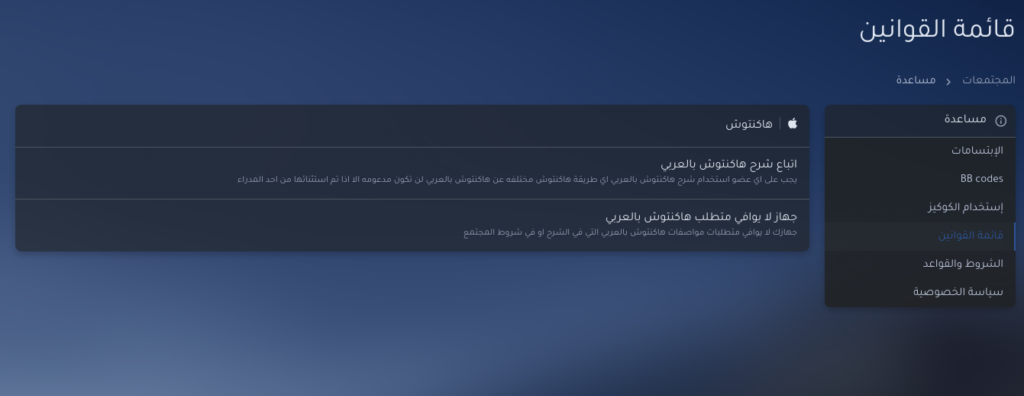 قائمة القوانين
المجتمعات › مساعدة
مساعدة
الإبتسامات
BB codes
إستخدام الكوكيز
قائمة القوانين
الشروط والقواعد
سياسة الخصوصية
هاكنتوش
اتباع شرح هاكنتوش بالعربي
يجب على اي عضو استخدام شرح هاكنتوش بالعربي اي طريقة هاكنتوش مختلفه عن هاكنتوش بالعربي لن تكون مدعومه الا اذا تم استثنائها من احد المدراء
جهاز لا يوافي متطلب هاكنتوش بالعربي
جهازك لا يوافي متطلبات مواصفات هاكنتوش بالعربي التي في الشرح او في شروط المجتمع